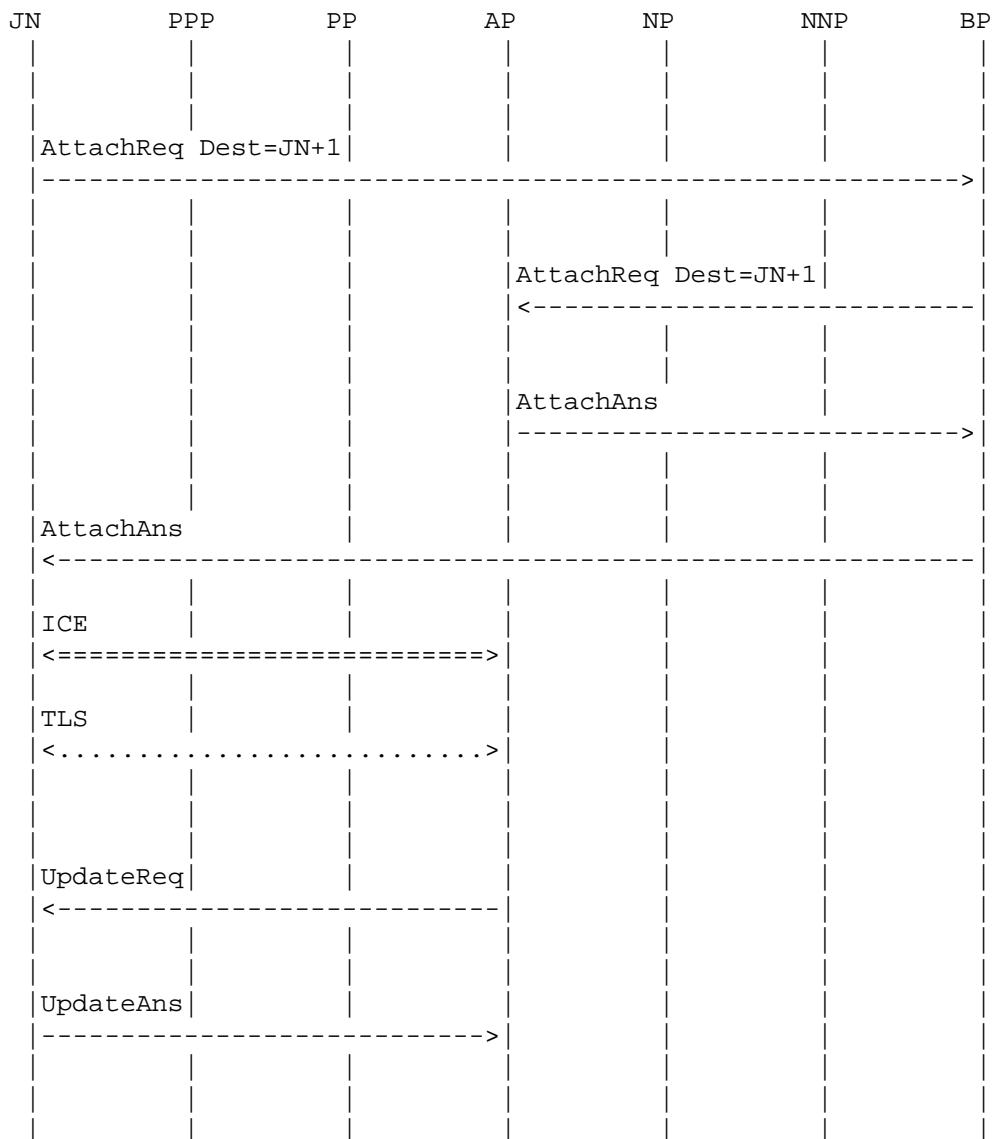 JN PPP PP AP NP NNP BP
AttachReq Dest=JN+1
AttachReq Dest=JN+1
AttachAns
AttachAns
ICE
TLS
UpdateReq
UpdateAns